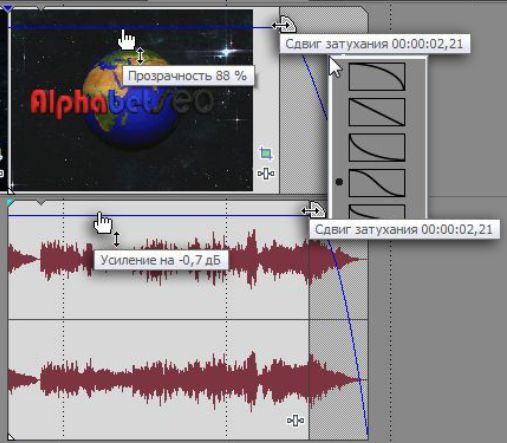 Сдвиг затухания 00:00:02,21
Прозрачность 88 %
AlphabetSEO
Сдвиг затухания 00:00:02,21
Усиление на -0,7 дБ